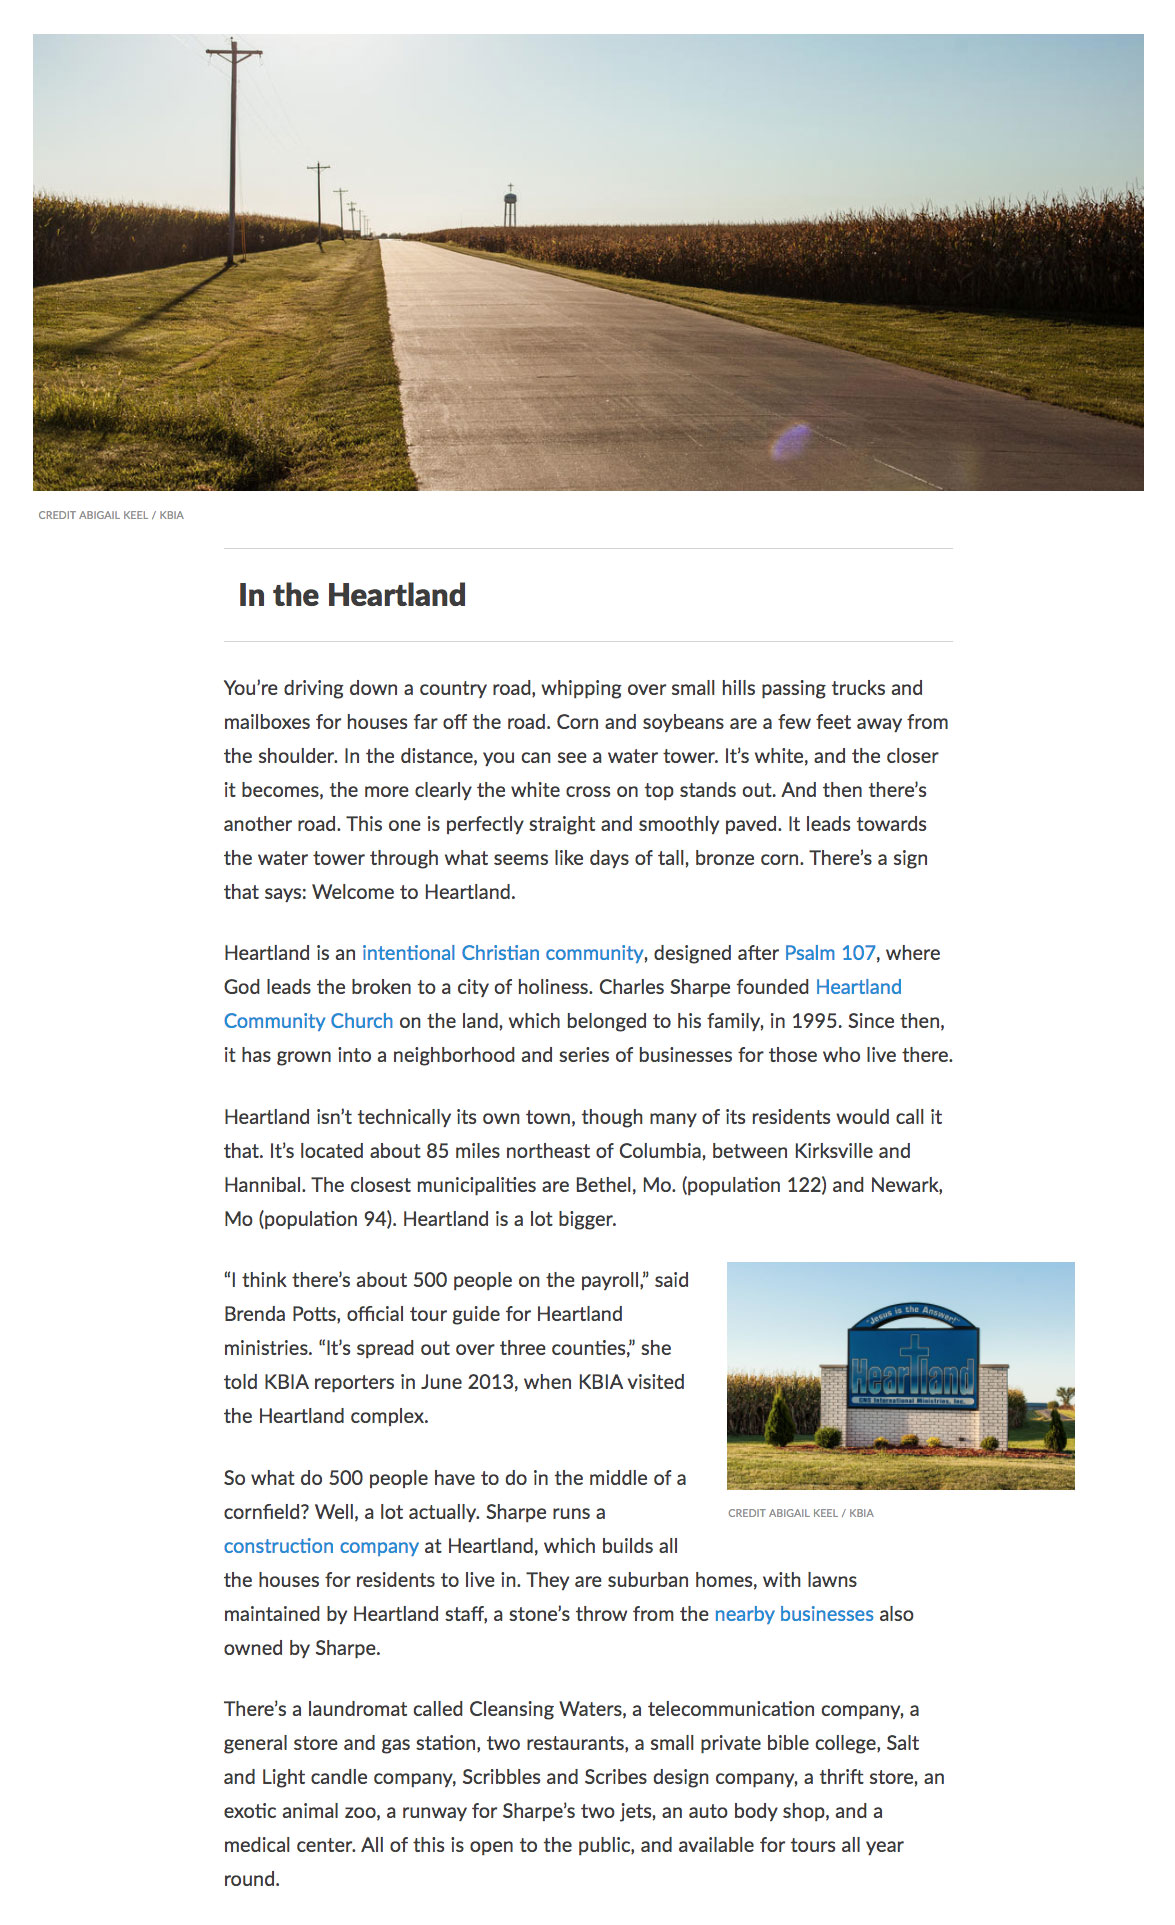 CREDIT ABIGAIL KEEL / KBIA
In the Heartland
You’re driving down a country road, whipping over small hills passing trucks and
mailboxes for houses far off the road. Corn and soybeans are a few feet away from
the shoulder. In the distance, you can see a water tower. It’s white, and the closer
it becomes, the more clearly the white cross on top stands out. And then there’s
another road. This one is perfectly straight and smoothly paved. It leads towards
the water tower through what seems like days of tall, bronze corn. There’s a sign
that says: Welcome to Heartland.
Heartland is an intentional Christian community, designed after Psalm 107, where
God leads the broken to a city of holiness. Charles Sharpe founded Heartland
Community Church on the land, which belonged to his family, in 1995. Since then,
it has grown into a neighborhood and series of businesses for those who live there.
Heartland isn’t technically its own town, though many of its residents would call it
that. It’s located about 85 miles northeast of Columbia, between Kirksville and
Hannibal. The closest municipalities are Bethel, Mo. (population 122) and Newark,
Mo (population 94). Heartland is a lot bigger.
“I think there’s about 500 people on the payroll,” said
Brenda Potts, official tour guide for Heartland
ministries. “It’s spread out over three counties,” she
told KBIA reporters in June 2013, when KBIA visited
the Heartland complex.
"Jesus is the Answer!"
Heartland
CNS International Ministries, Inc.
CREDIT ABIGAIL KEEL / KBIA
So what do 500 people have to do in the middle of a
cornfield? Well, a lot actually. Sharpe runs a
construction company at Heartland, which builds all
the houses for residents to live in. They are suburban homes, with lawns
maintained by Heartland staff, a stone’s throw from the nearby businesses also
owned by Sharpe.
There’s a laundromat called Cleansing Waters, a telecommunication company, a
general store and gas station, two restaurants, a small private bible college, Salt
and Light candle company, Scribbles and Scribes design company, a thrift store, an
exotic animal zoo, a runway for Sharpe’s two jets, an auto body shop, and a
medical center. All of this is open to the public, and available for tours all year
round.